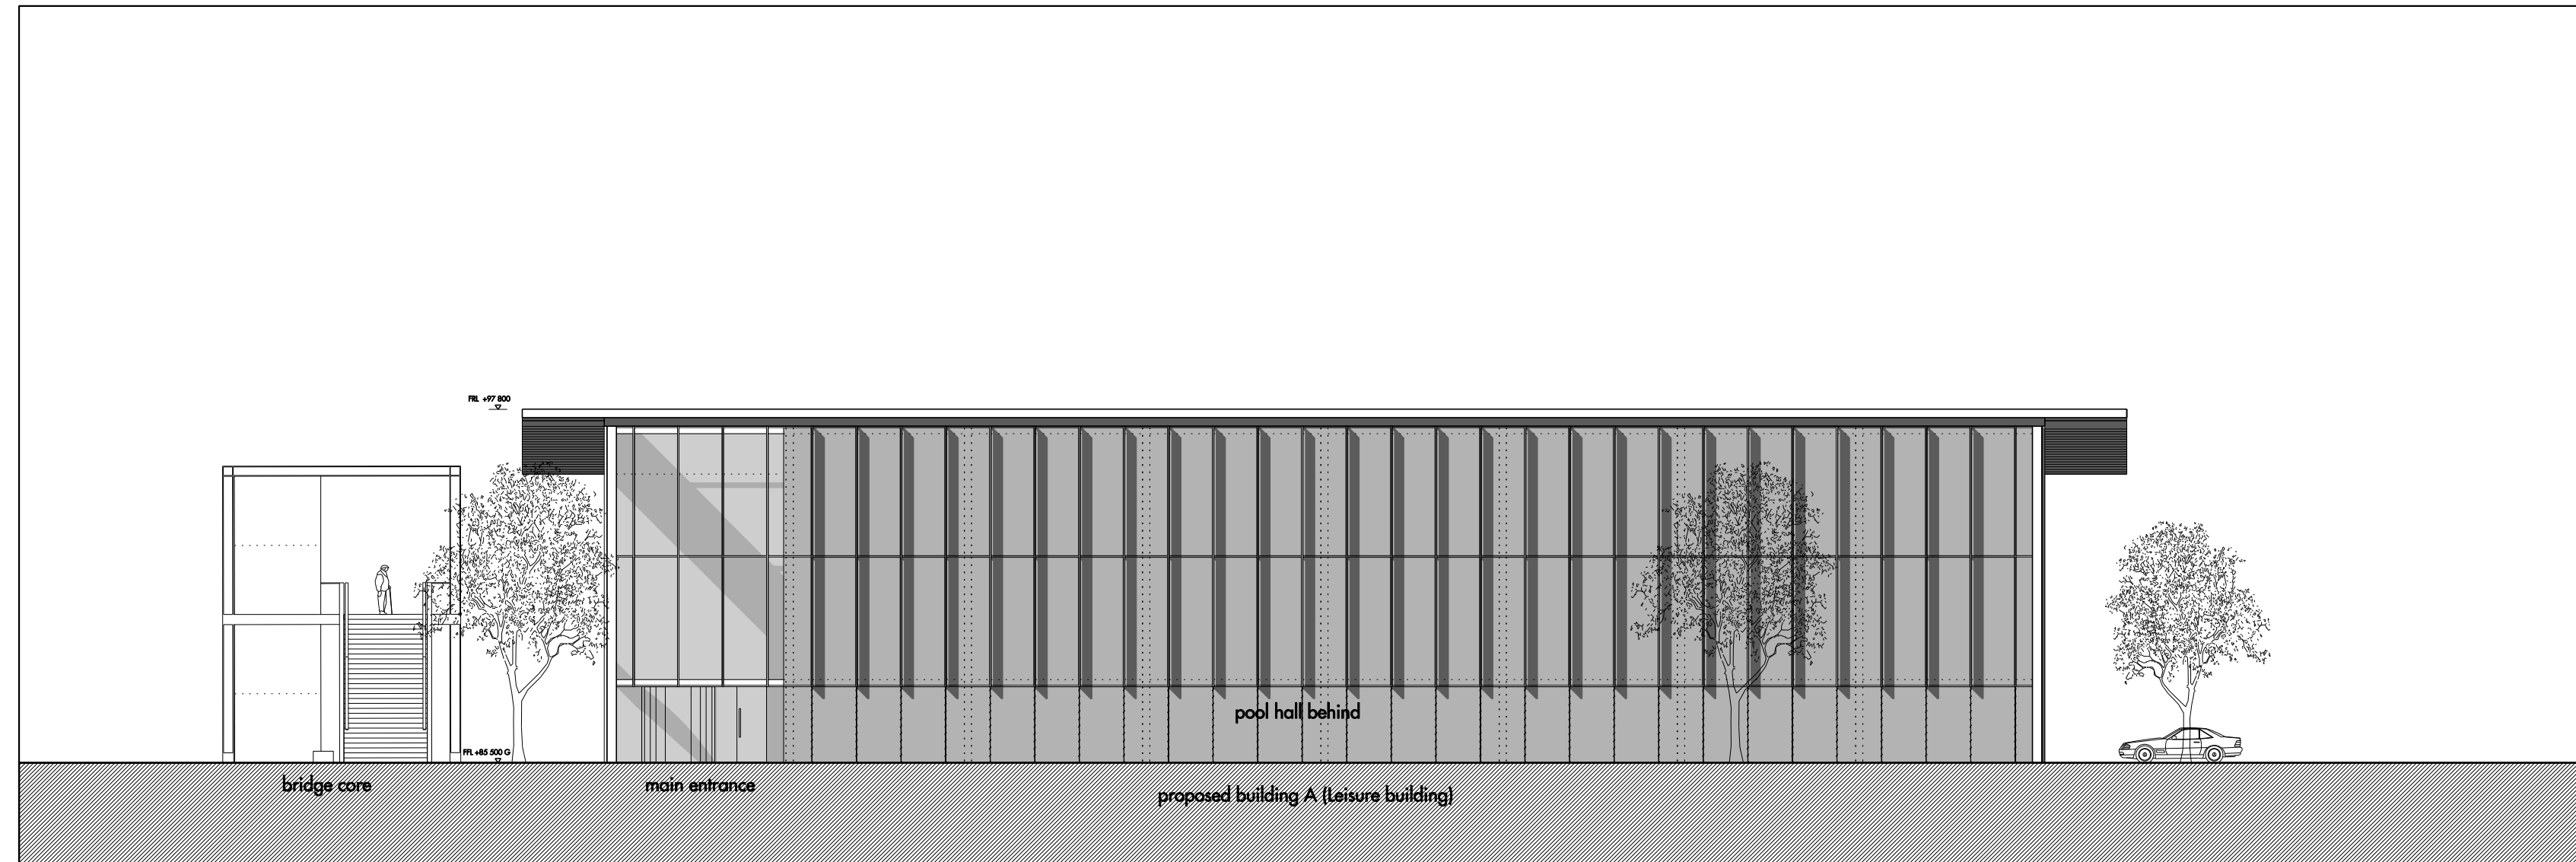 FRL +97 800
pool hall behind
FFL +85 500 G
bridge core
main entrance
proposed building A (Leisure building)